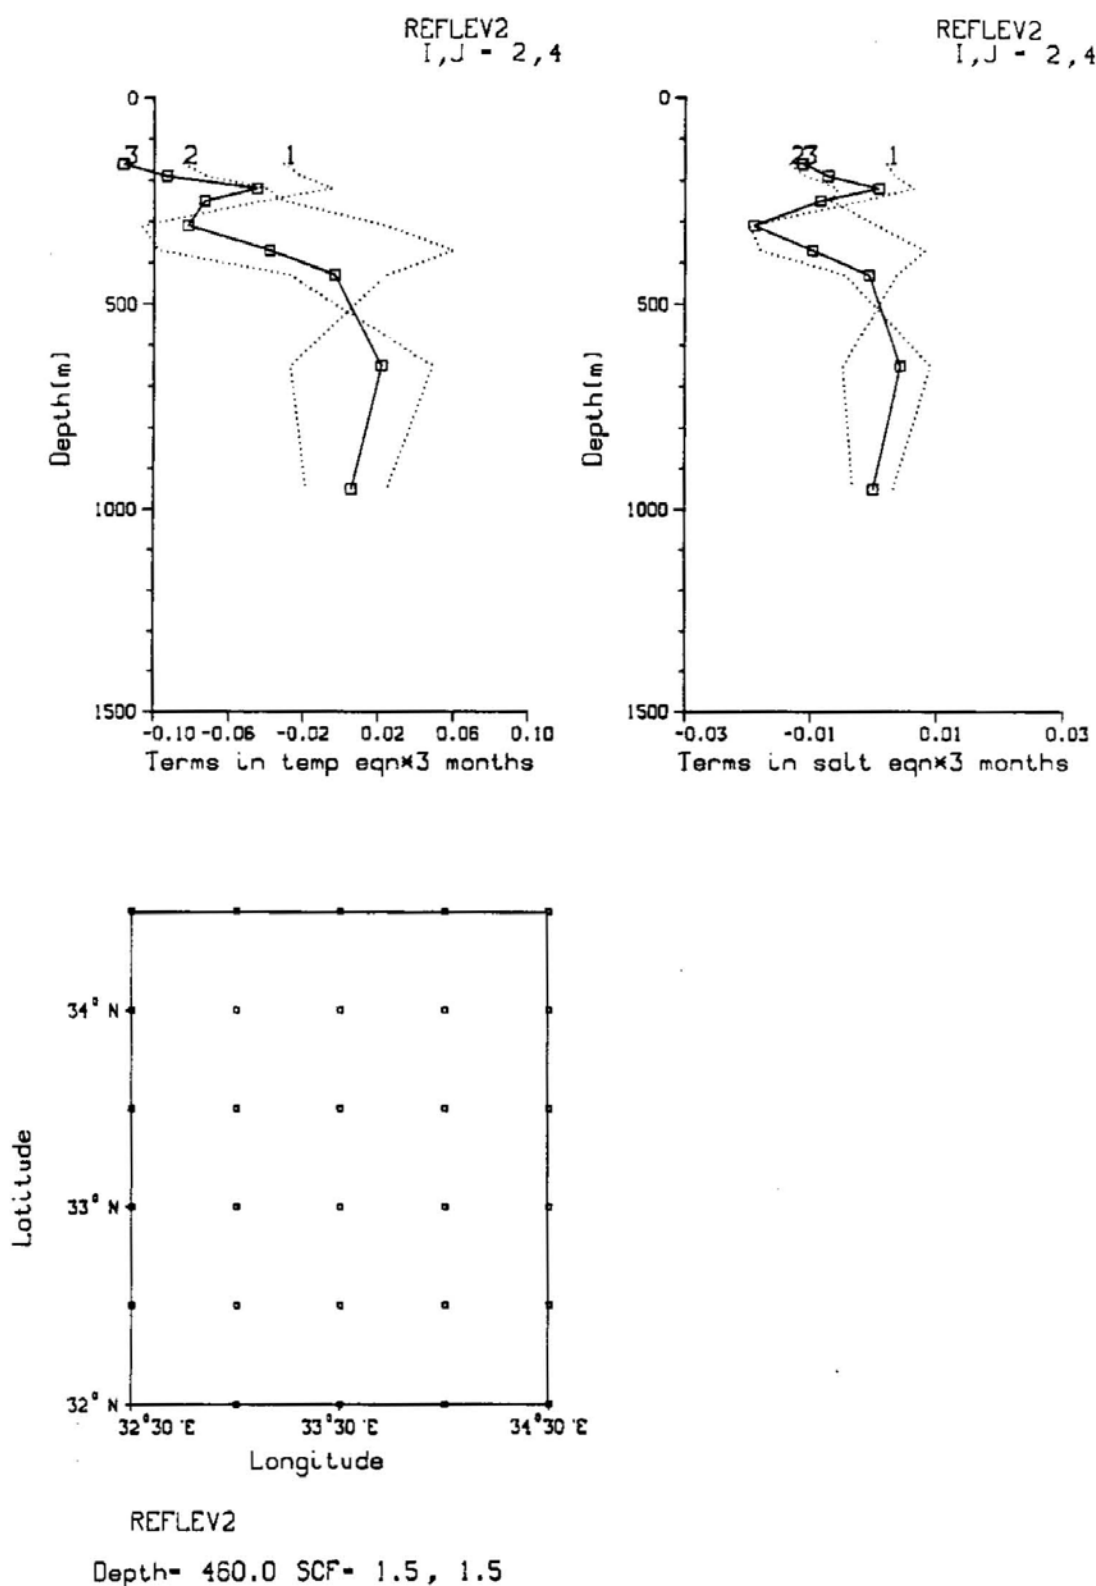 REFLEV2
I,J = 2,4
0
3 2 1
500
1000
1500
Depth(m)
-0.10 -0.06 -0.02 0.02 0.06 0.10
Terms in temp eqn*3 months
REFLEV2
I,J = 2,4
0
23 1
500
1000
1500
Depth(m)
-0.03 -0.01 0.01 0.03
Terms in salt eqn*3 months
34° N
33° N
32° N
Latitude
32°30'E 33°30'E 34°30'E
Longitude
REFLEV2
Depth= 460.0 SCF= 1.5, 1.5